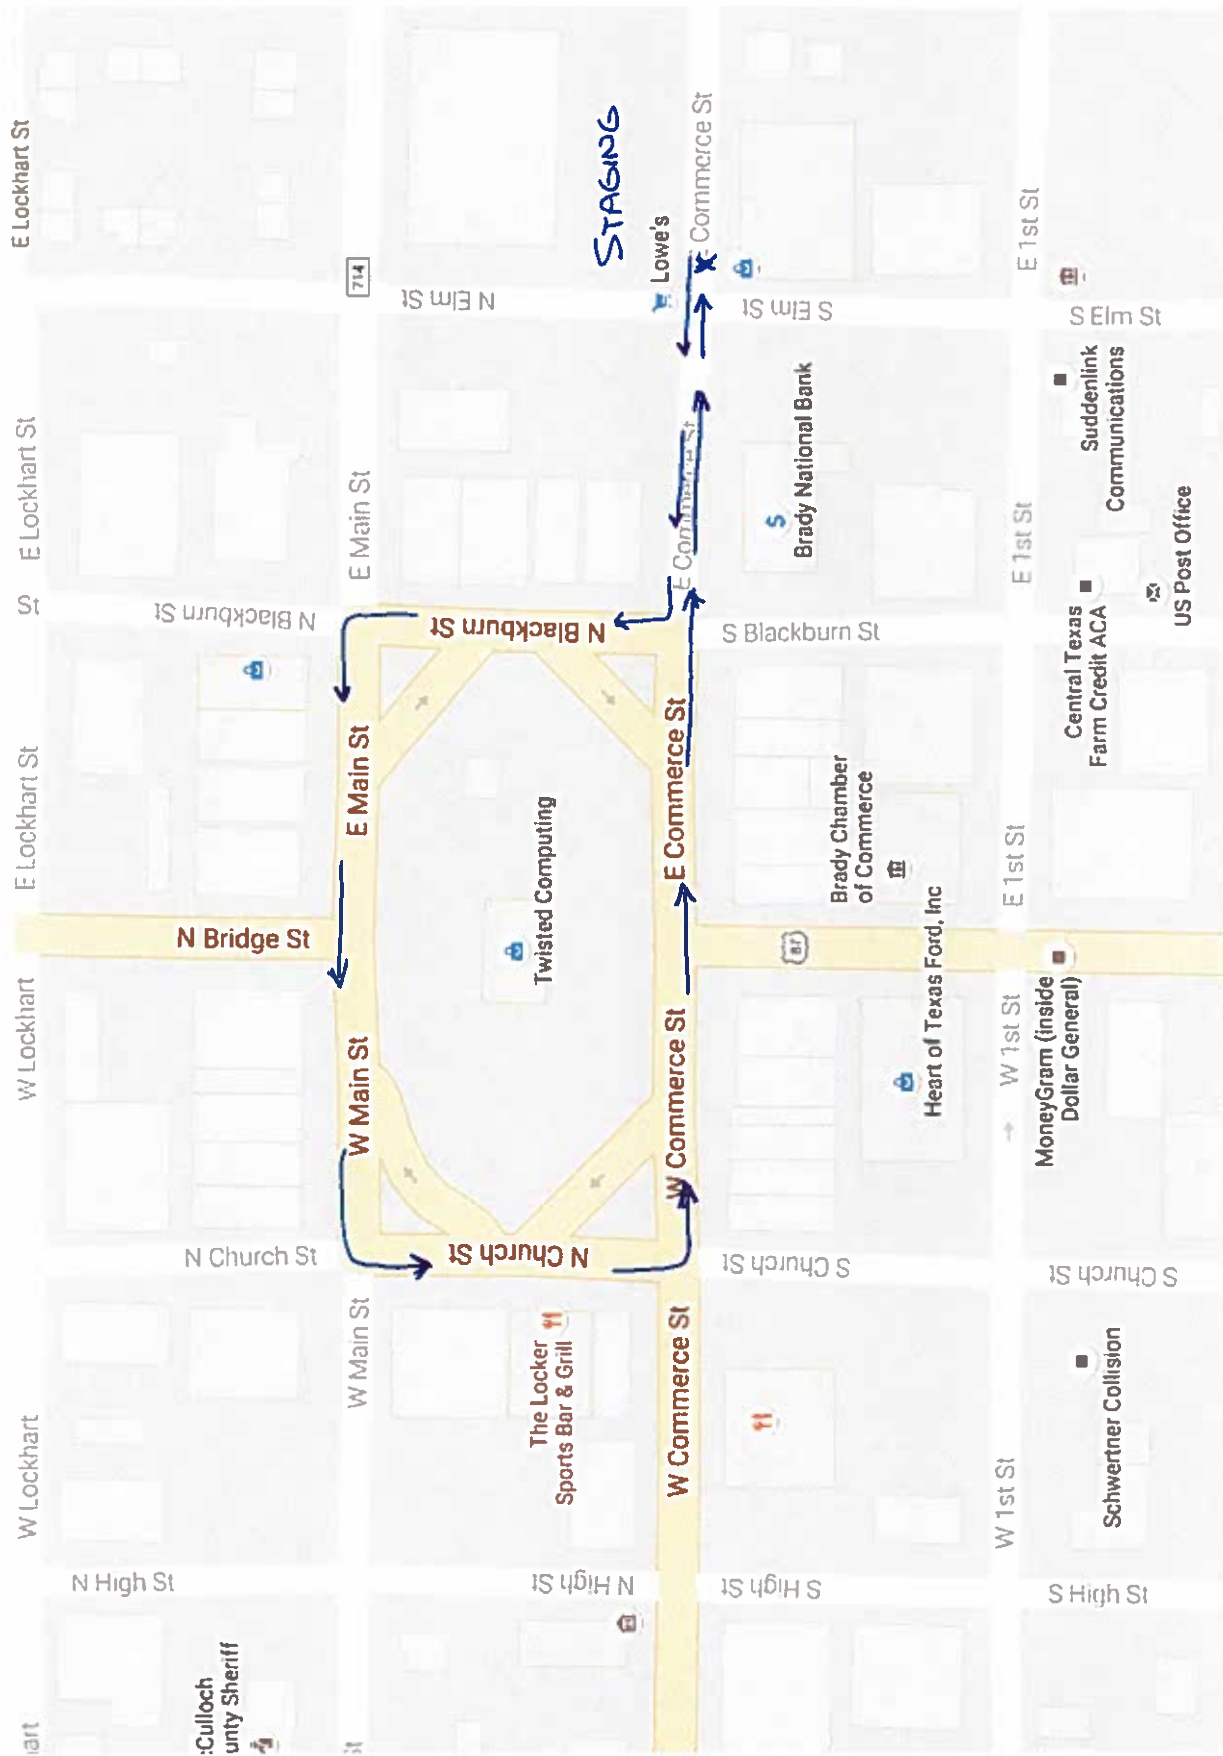 E Lockhart St
E Lockhart St
St
E Lockhart St
W Lockhart
W Lockhart
art
714
N Elm St
STAGING
Lowe's
Commerce St
S Elm St
E 1st St
S Elm St
E Main St
N Blackburn St
N Blackburn St
E Commerce St
Brady National Bank
S Blackburn St
E 1st St
Suddenlink
Communications
US Post Office
Central Texas
Farm Credit ACA
E Main St
N Bridge St
Twisted Computing
E Commerce St
Brady Chamber
of Commerce
E 1st St
87
Heart of Texas Ford, Inc
W 1st St
MoneyGram (inside
Dollar General)
W Main St
W Commerce St
N Church St
N Church St
S Church St
S Church St
W Main St
The Locker
Sports Bar & Grill
W Commerce St
W 1st St
Schwertner Collision
N High St
N High St
S High St
S High St
:Culloch
unty Sheriff
St